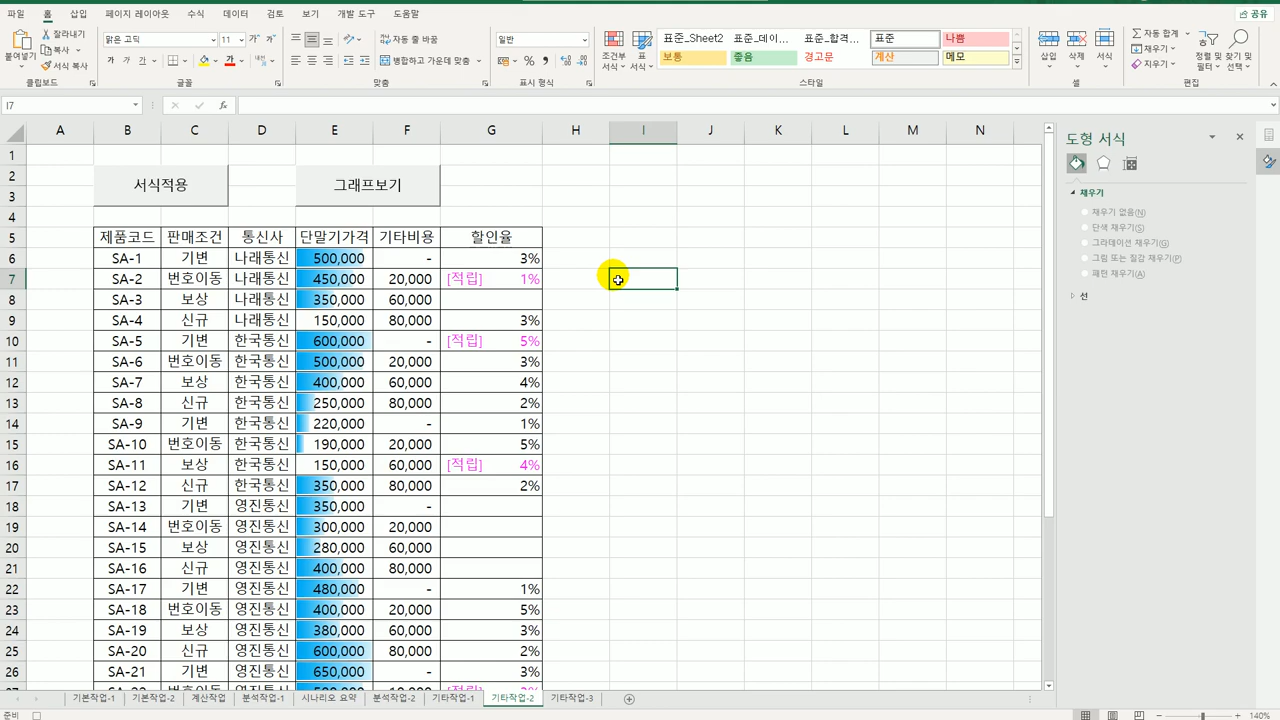 파일 홈 삽입 페이지 레이아웃 수식 데이터 검토 보기 개발 도구 도움말 공유
붙여넣기 잘라내기 복사 서식 복사 클립보드
맑은 고딕 11 가 가 가 글꼴
자동 줄 바꿈 병합하고 가운데 맞춤 맞춤
일반 % 표시 형식
조건부 서식 표 서식
표준_Sheet2 표준_데이... 표준_합격... 표준 나쁨
보통 좋음 경고문 계산 메모
스타일
삽입 삭제 서식 셀
자동 합계 채우기 지우기 정렬 및 필터 찾기 및 선택 편집
I7 fx
A B C D E F G H I J K L M N
1
2 서식적용 그래프보기
3
4
5 제품코드 판매조건 통신사 단말기가격 기타비용 할인율
6 SA-1 기변 나래통신 500,000 - 3%
7 SA-2 번호이동 나래통신 450,000 20,000 [적립] 1%
8 SA-3 보상 나래통신 350,000 60,000
9 SA-4 신규 나래통신 150,000 80,000 3%
10 SA-5 기변 한국통신 600,000 - [적립] 5%
11 SA-6 번호이동 한국통신 500,000 20,000 3%
12 SA-7 보상 한국통신 400,000 60,000 4%
13 SA-8 신규 한국통신 250,000 80,000 2%
14 SA-9 기변 한국통신 220,000 - 1%
15 SA-10 번호이동 한국통신 190,000 20,000 5%
16 SA-11 보상 한국통신 150,000 60,000 [적립] 4%
17 SA-12 신규 한국통신 350,000 80,000 2%
18 SA-13 기변 영진통신 350,000 -
19 SA-14 번호이동 영진통신 300,000 20,000
20 SA-15 보상 영진통신 280,000 60,000
21 SA-16 신규 영진통신 400,000 80,000
22 SA-17 기변 영진통신 480,000 - 1%
23 SA-18 번호이동 영진통신 400,000 20,000 5%
24 SA-19 보상 영진통신 380,000 60,000 3%
25 SA-20 신규 영진통신 600,000 80,000 2%
26 SA-21 기변 영진통신 650,000 - 3%
도형 서식
채우기
채우기 없음(N)
단색 채우기(S)
그라데이션 채우기(G)
그림 또는 질감 채우기(P)
패턴 채우기(A)
선
기본작업-1 기본작업-2 계산작업 분석작업-1 시나리오 요약 분석작업-2 기타작업-1 기타작업-2 기타작업-3
준비 140%